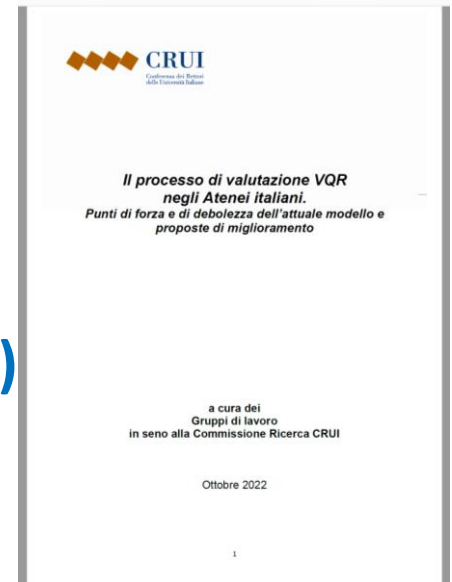 CRUI
Conferenza dei Rettori
delle Università Italiane
Il processo di valutazione VQR
negli Atenei italiani.
Punti di forza e di debolezza dell'attuale modello e
proposte di miglioramento
)
a cura dei
Gruppi di lavoro
in seno alla Commissione Ricerca CRUI
Ottobre 2022
1